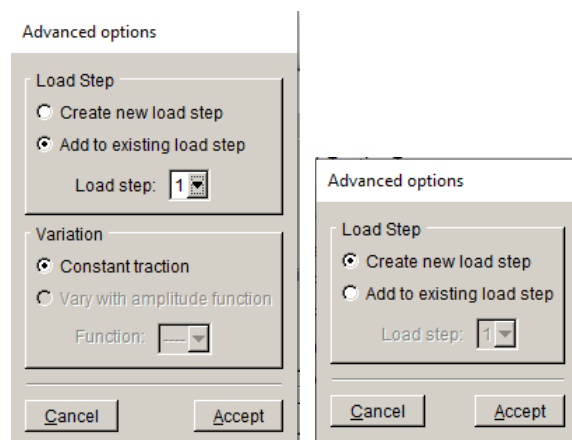 Advanced options
Load Step
Create new load step
Add to existing load step
Load step: 1
Variation
Constant traction
Vary with amplitude function
Function: ----
Cancel Accept
Advanced options
Load Step
Create new load step
Add to existing load step
Load step: 1
Cancel Accept